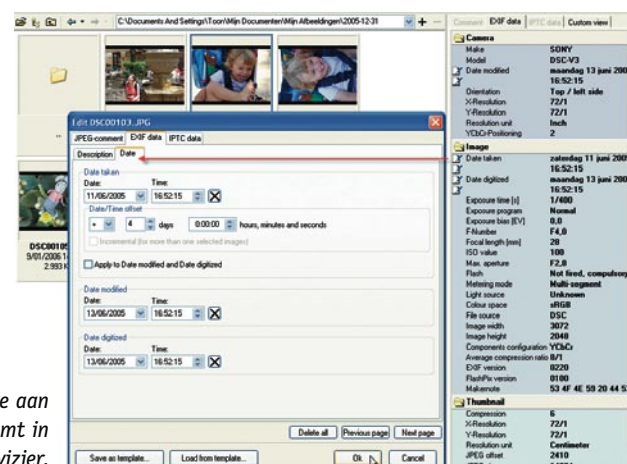 C:\Documents And Settings\Toon\Mijn Documenten\Mijn Afbeeldingen\2005-12-31
Comment EXIF data IPTC data Custom view
Camera
Make SONY
Model DSC-V3
Date modified maandag 13 juni 200
16:52:15
Orientation Top / left side
X-Resolution 72/1
Y-Resolution 72/1
Resolution unit Inch
YCbCr-Positioning 2
Image
Date taken zaterdag 11 juni 200
16:52:15
Date digitized maandag 13 juni 200
16:52:15
Exposure time [s] 1/400
Exposure program Normal
Exposure bias [EV] 0,0
F-Number F4,0
Focal length [mm] 28
ISO value 100
Max. aperture F2,8
Flash Not fired, compulsory
Metering mode Multi-segment
Light source Unknown
Colour space sRGB
File source DSC
Image width 3072
Image height 2048
Components configuration YCbCr
Average compression ratio 8/1
EXIF version 0220
FlashPix version 0100
Makernote 53 4F 4E 59 20 44 53
Thumbnail
Compression 6
X-Resolution 72/1
Y-Resolution 72/1
Resolution unit Centimeter
JPEG offset 2410
Edit DSC00103.JPG
JPEG-comment EXIF data IPTC data
Description Date
Date taken
Date: Time:
11/06/2005 16:52:15
Date/Time offset
+ 4 days 0:00:00 hours, minutes and seconds
Incremental (for more than one selected images)
Apply to Date modified and Date digitized
Date modified
Date: Time:
13/06/2005 16:52:15
Date digitized
Date: Time:
13/06/2005 16:52:15
Delete all Previous page Next page
Save as template... Load from template... Ok Cancel
DSC00105
9/01/2006 1
2.993 K
e aan
mt in
vizier.